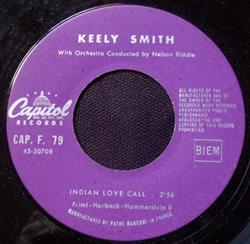 KEELY SMITH
With Orchestra Conducted by Nelson Riddle
Capitol
RECORDS
CAP. F. 79
45-30708
ALL RIGHTS OF THE
MANUFACTURER AND OF THE
OWNER OF THE
RECORDED WORK RESERVED
UNAUTHORISED PUBLIC
PERFORMANCE
BROADCASTING AND
COPYING OF THIS RECORD
PROHIBITED
BIEM
INDIAN LOVE CALL - 2'56
Friml-Harbach-Hammerstein II
MANUFACTURED BY PATHE MARCONI IN FRANCE